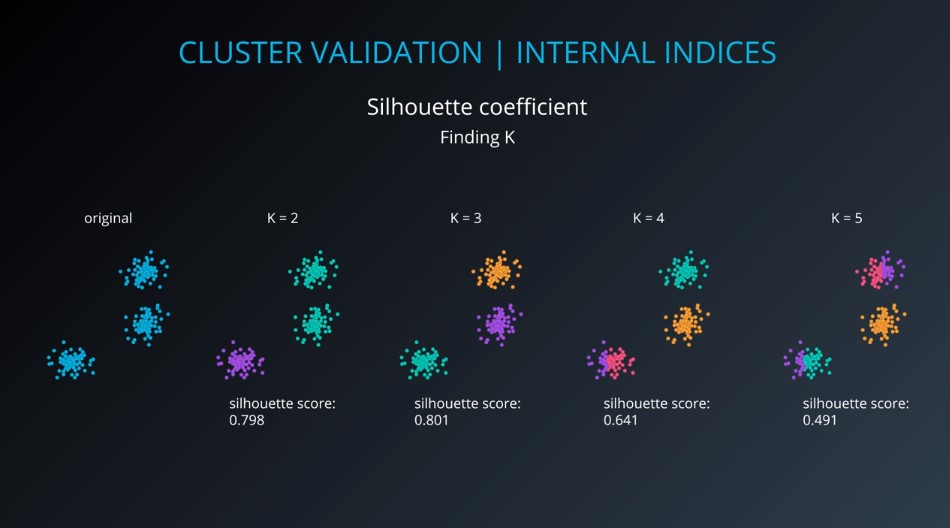 CLUSTER VALIDATION | INTERNAL INDICES
Silhouette coefficient
Finding K
original
K = 2
K = 3
K = 4
K = 5
silhouette score:
0.798
silhouette score:
0.801
silhouette score:
0.641
silhouette score:
0.491